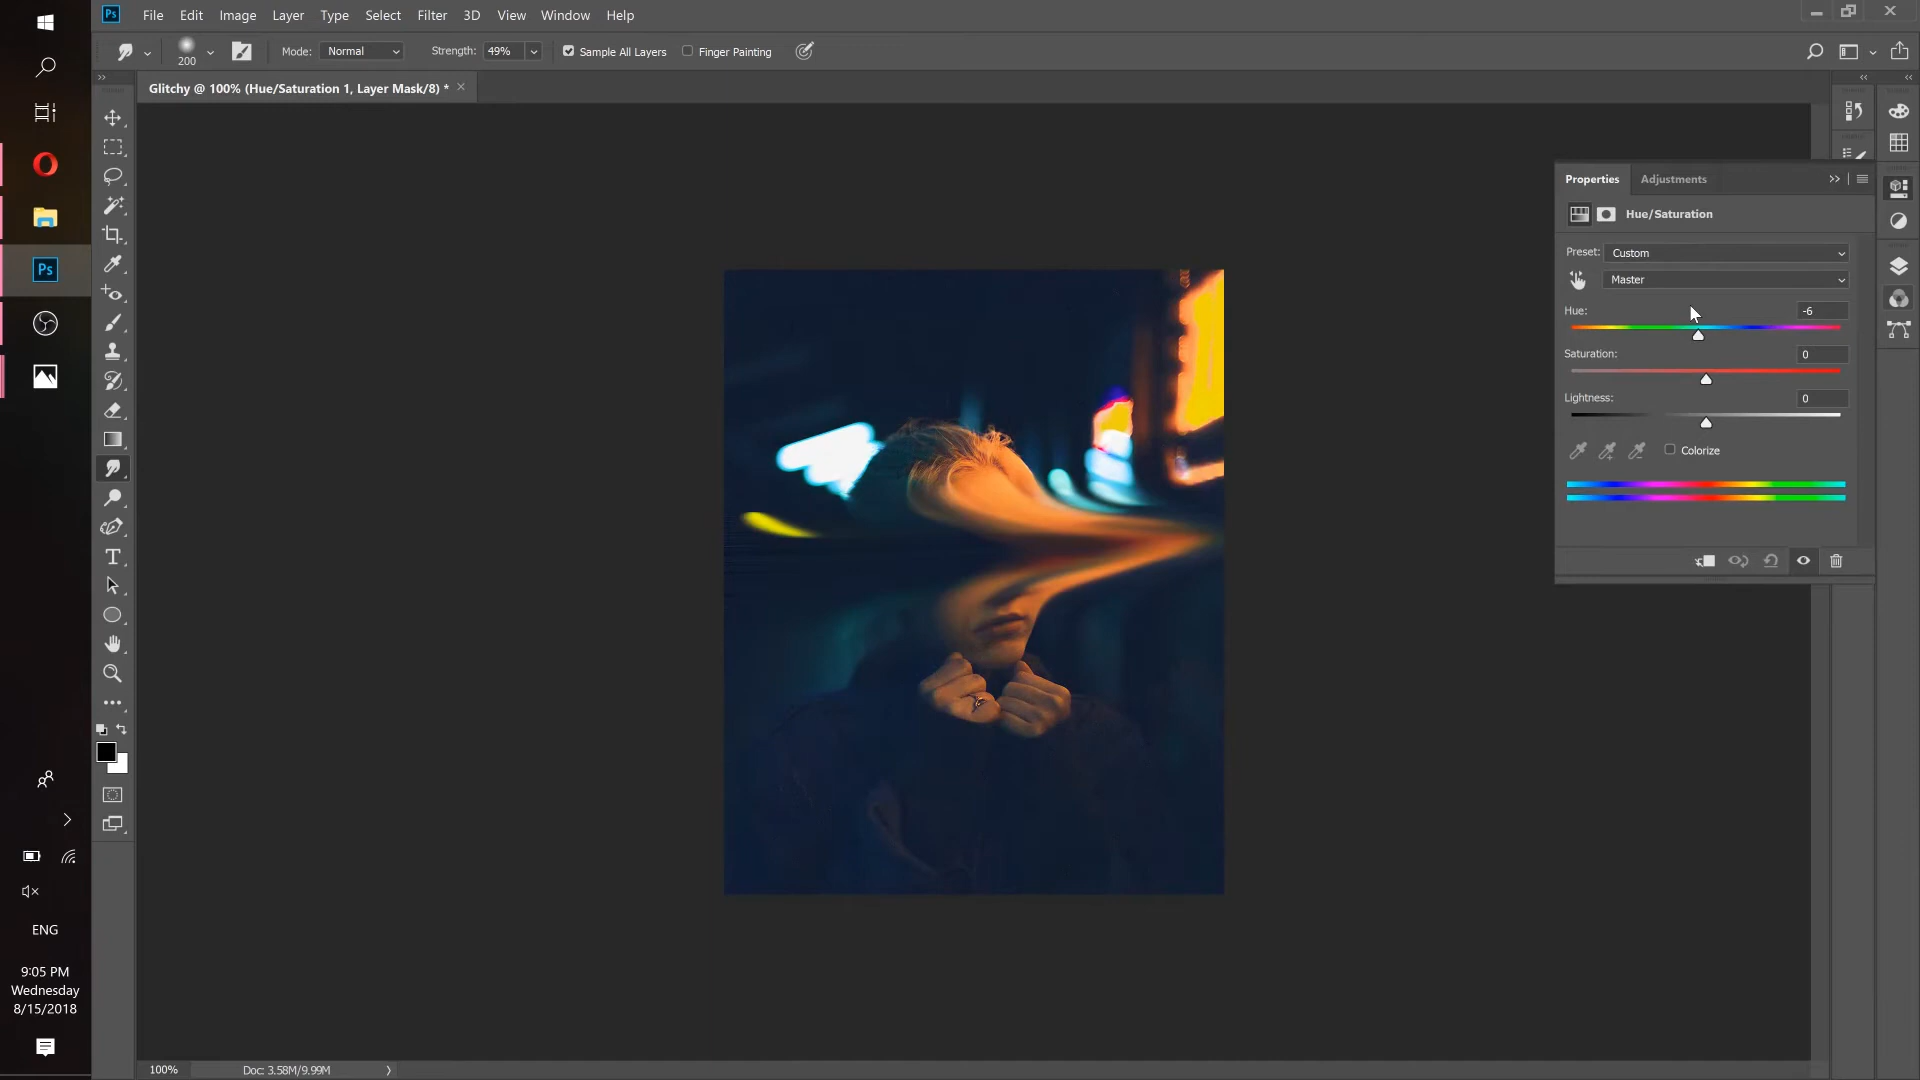 Ps File Edit Image Layer Type Select Filter 3D View Window Help
200 Mode: Normal Strength: 49% Sample All Layers Finger Painting
Glitchy @ 100% (Hue/Saturation 1, Layer Mask/8) *
Properties Adjustments
Hue/Saturation
Preset: Custom
Master
Hue: -6
Saturation: 0
Lightness: 0
Colorize
Ps
T
ENG
9:05 PM
Wednesday
8/15/2018
100% Doc: 3.58M/9.99M